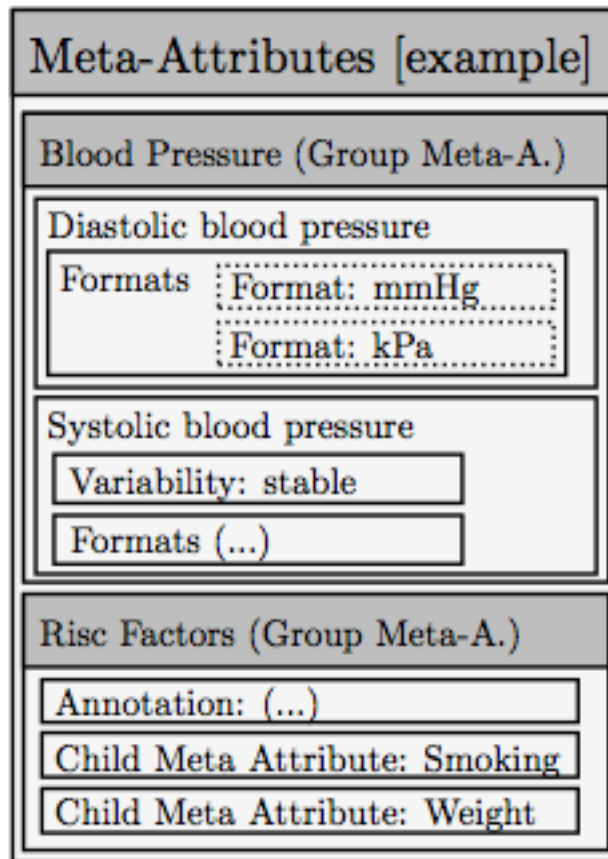 Meta-Attributes [example]
Blood Pressure (Group Meta-A.)
Diastolic blood pressure
Formats
Format: mmHg
Format: kPa
Systolic blood pressure
Variability: stable
Formats (...)
Risc Factors (Group Meta-A.)
Annotation: (...)
Child Meta Attribute: Smoking
Child Meta Attribute: Weight